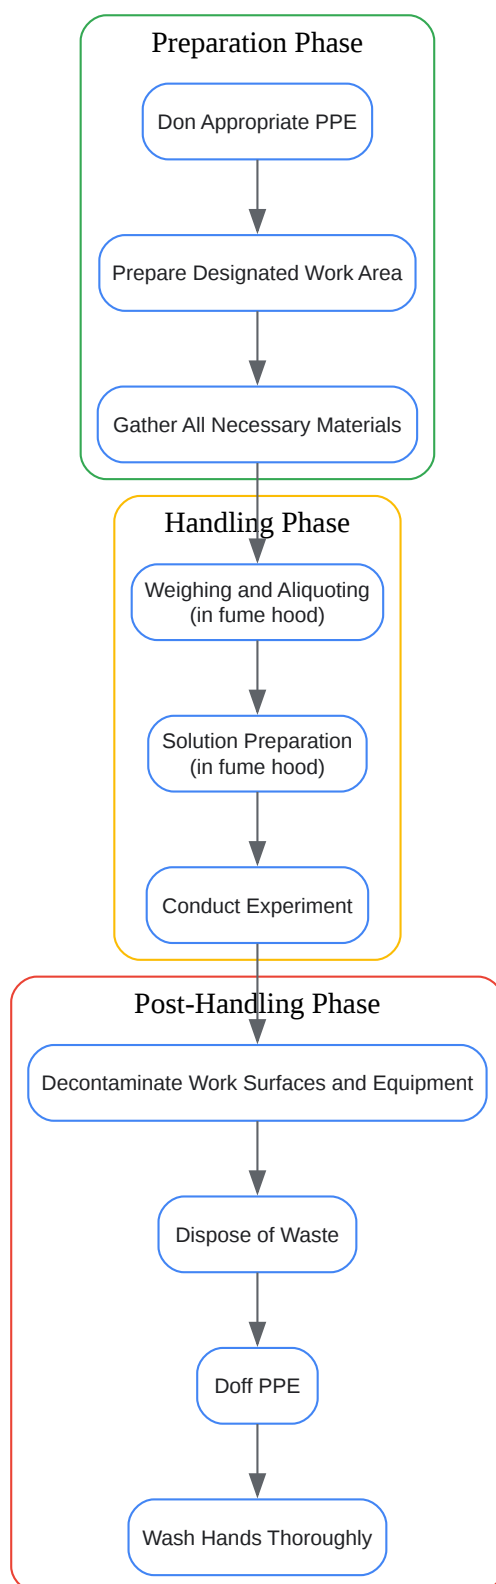 Preparation Phase
Don Appropriate PPE
Prepare Designated Work Area
Gather All Necessary Materials
Handling Phase
Weighing and Aliquoting
(in fume hood)
Solution Preparation
(in fume hood)
Conduct Experiment
Post-Handling Phase
Decontaminate Work Surfaces and Equipment
Dispose of Waste
Doff PPE
Wash Hands Thoroughly